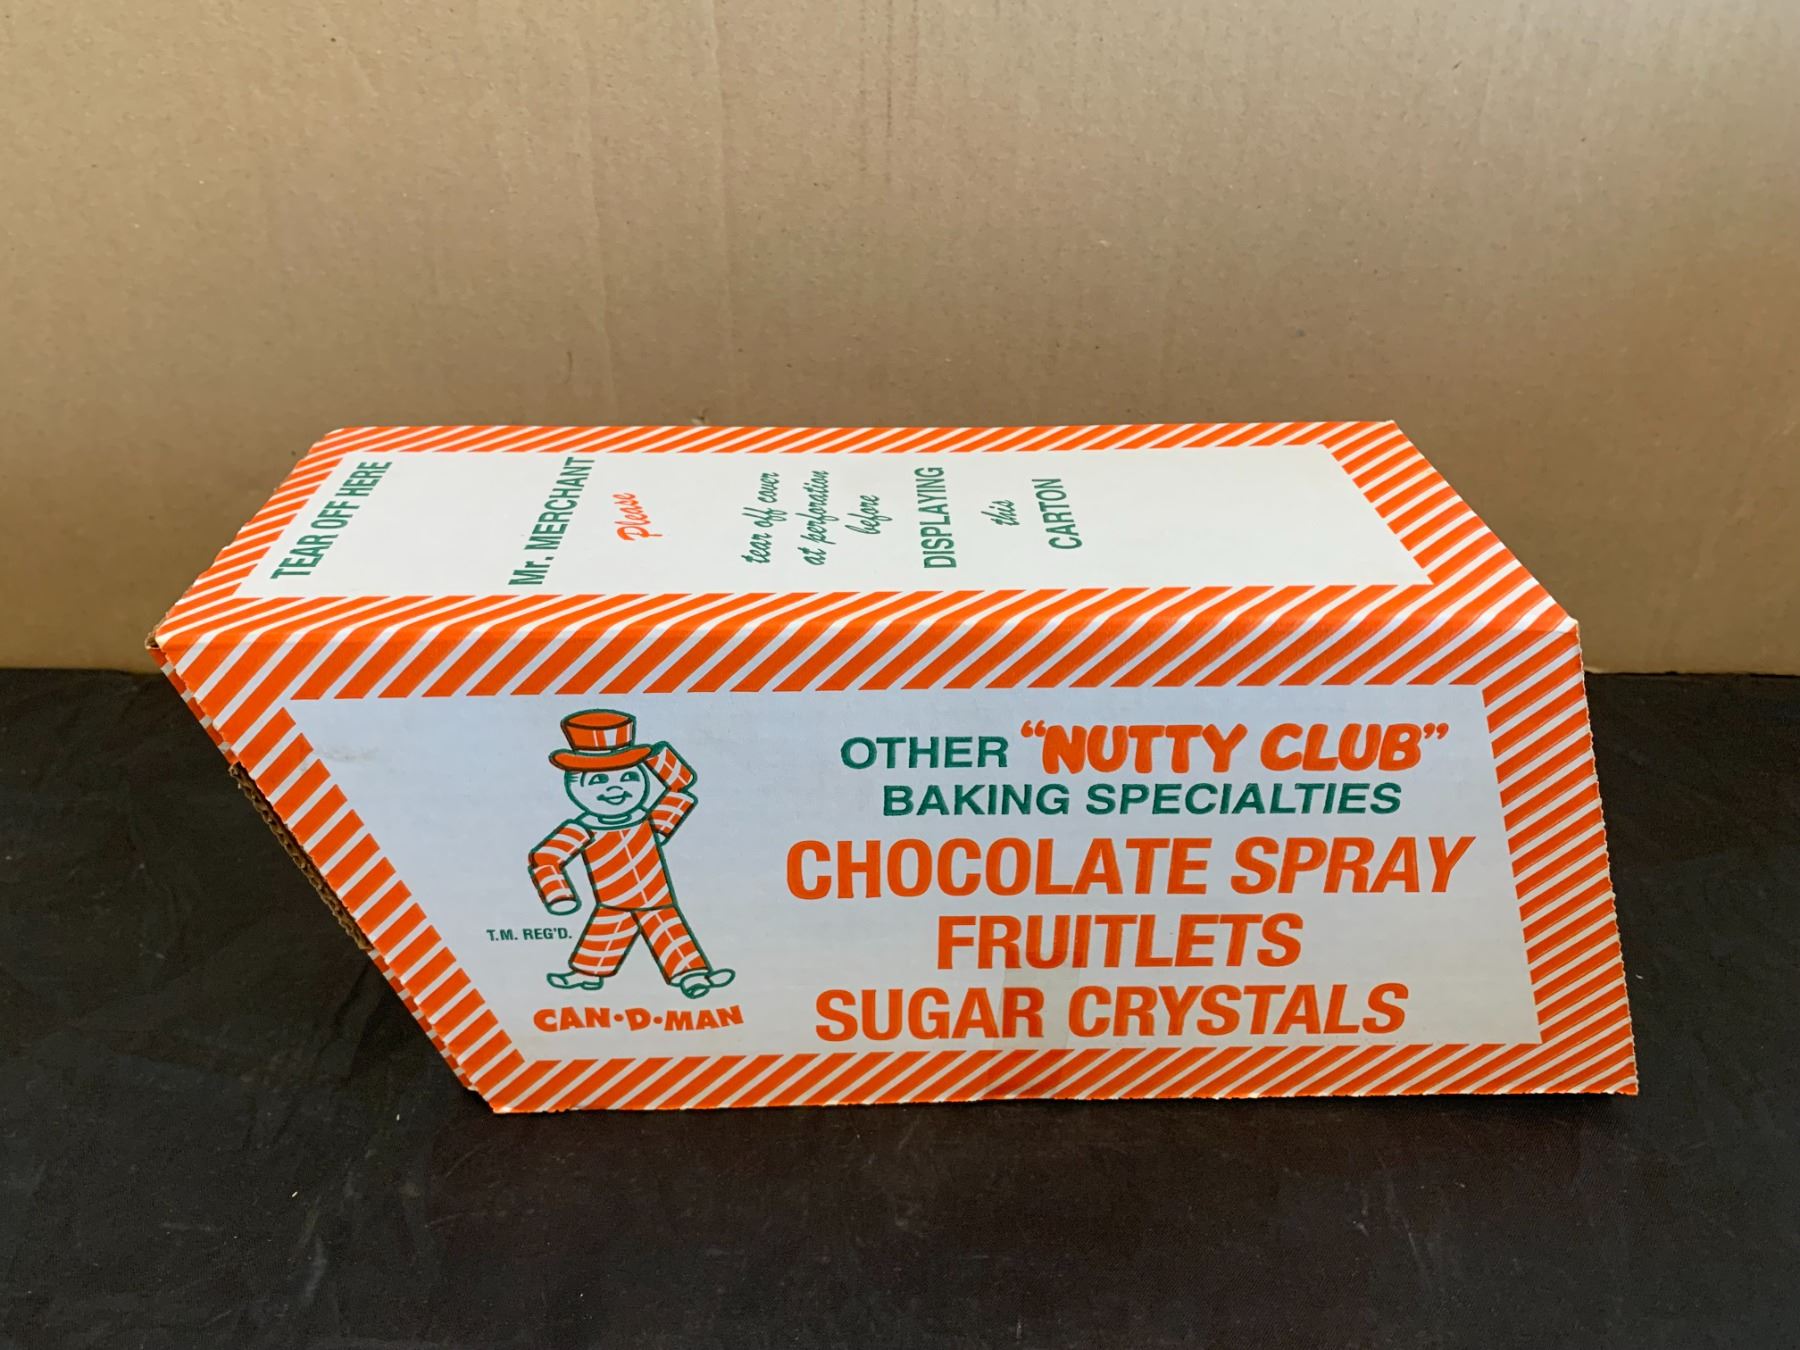 TEAR OFF HERE
Mr. MERCHANT
Please
tear off cover
at perforation
before
DISPLAYING
this
CARTON
OTHER "NUTTY CLUB"
BAKING SPECIALTIES
CHOCOLATE SPRAY
FRUITLETS
SUGAR CRYSTALS
T.M. REG'D.
CAN·D·MAN